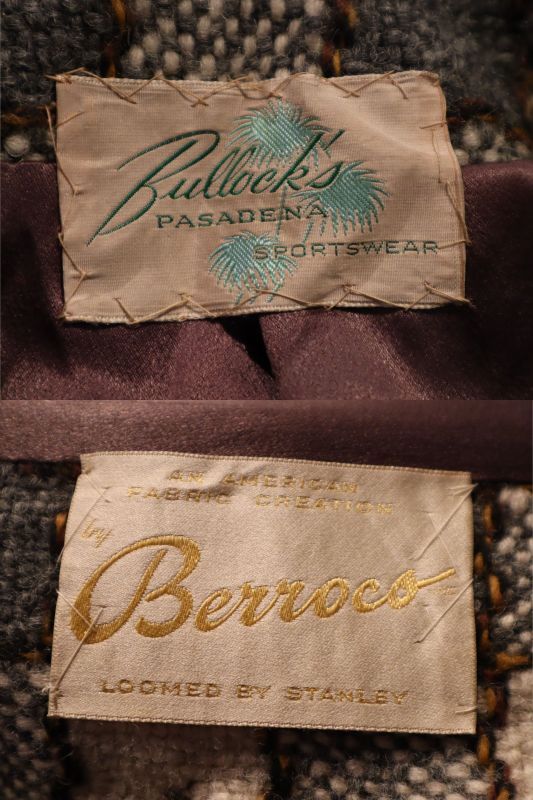 Bullock's
PASADENA
SPORTSWEAR
AN AMERICAN
FABRIC CREATION
by
Berroco
LOOMED BY STANLEY